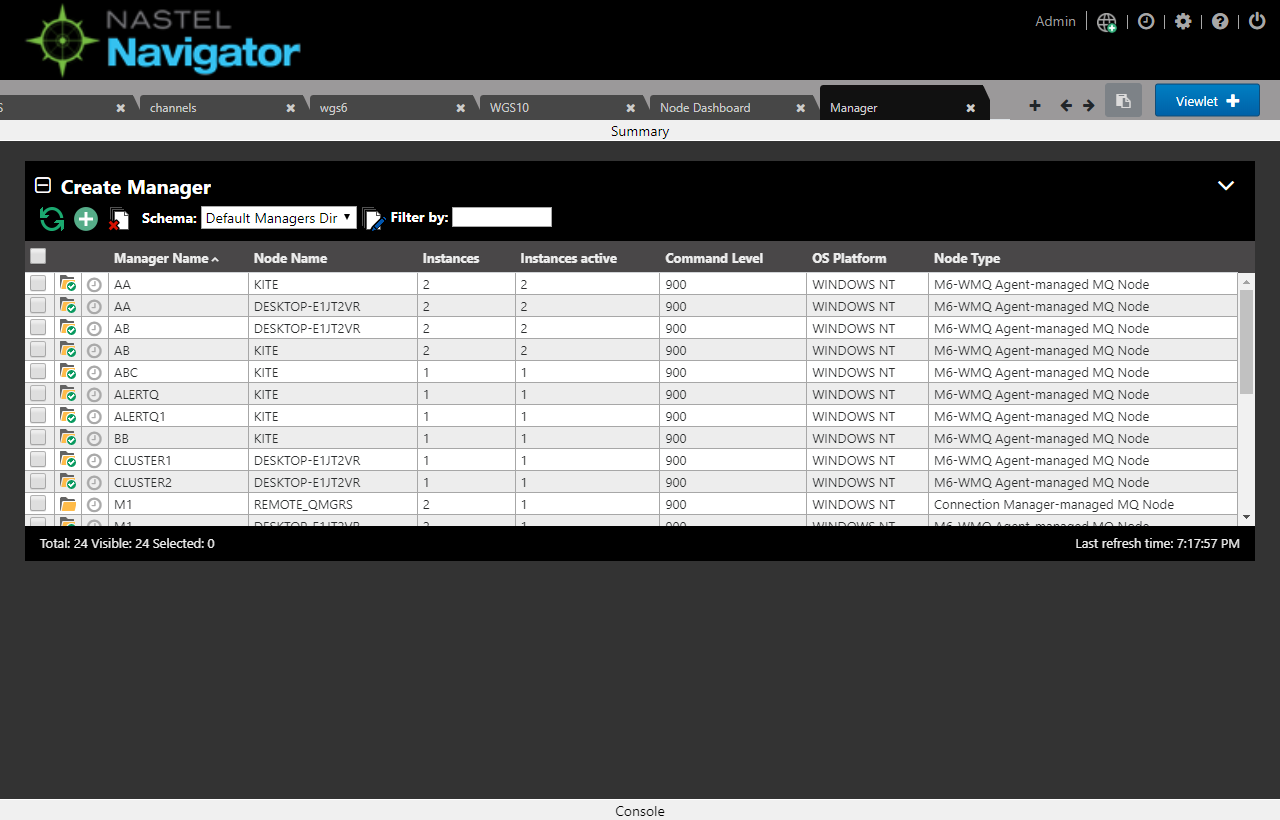 NASTEL
Navigator
Admin
S channels wgs6 WGS10 Node Dashboard Manager Viewlet
Summary
Create Manager
Schema: Default Managers Dir Filter by:
Manager Name Node Name Instances Instances active Command Level OS Platform Node Type
AA KITE 2 2 900 WINDOWS NT M6-WMQ Agent-managed MQ Node
AA DESKTOP-E1JT2VR 2 2 900 WINDOWS NT M6-WMQ Agent-managed MQ Node
AB DESKTOP-E1JT2VR 2 2 900 WINDOWS NT M6-WMQ Agent-managed MQ Node
AB KITE 2 2 900 WINDOWS NT M6-WMQ Agent-managed MQ Node
ABC KITE 1 1 900 WINDOWS NT M6-WMQ Agent-managed MQ Node
ALERTQ KITE 1 1 900 WINDOWS NT M6-WMQ Agent-managed MQ Node
ALERTQ1 KITE 1 1 900 WINDOWS NT M6-WMQ Agent-managed MQ Node
BB KITE 1 1 900 WINDOWS NT M6-WMQ Agent-managed MQ Node
CLUSTER1 DESKTOP-E1JT2VR 1 1 900 WINDOWS NT M6-WMQ Agent-managed MQ Node
CLUSTER2 DESKTOP-E1JT2VR 1 1 900 WINDOWS NT M6-WMQ Agent-managed MQ Node
M1 REMOTE_QMGRS 2 1 900 WINDOWS NT Connection Manager-managed MQ Node
M1 DESKTOP-E1JT2VR 2 1 900 WINDOWS NT M6-WMQ Agent-managed MQ Node
Total: 24 Visible: 24 Selected: 0 Last refresh time: 7:17:57 PM
Console